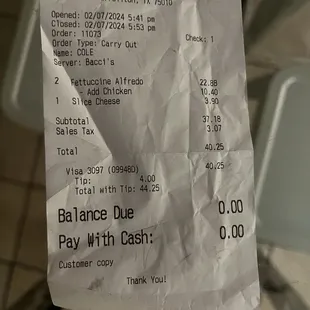 TX 75010
Opened: 02/07/2024 5:41 pm
Closed: 02/07/2024 5:53 pm
Order: 11073
Check: 1
Order Type: Carry Out
Name: COLE
Server: Bacci's
2 Fettuccine Alfredo 22.88
- Add Chicken 10.40
1 Slice Cheese 3.90
Subtotal 37.18
Sales Tax 3.07
Total 40.25
Visa 3097 (099480) 40.25
Tip: 4.00
Total with Tip: 44.25
Balance Due 0.00
Pay With Cash: 0.00
Customer copy
Thank You!